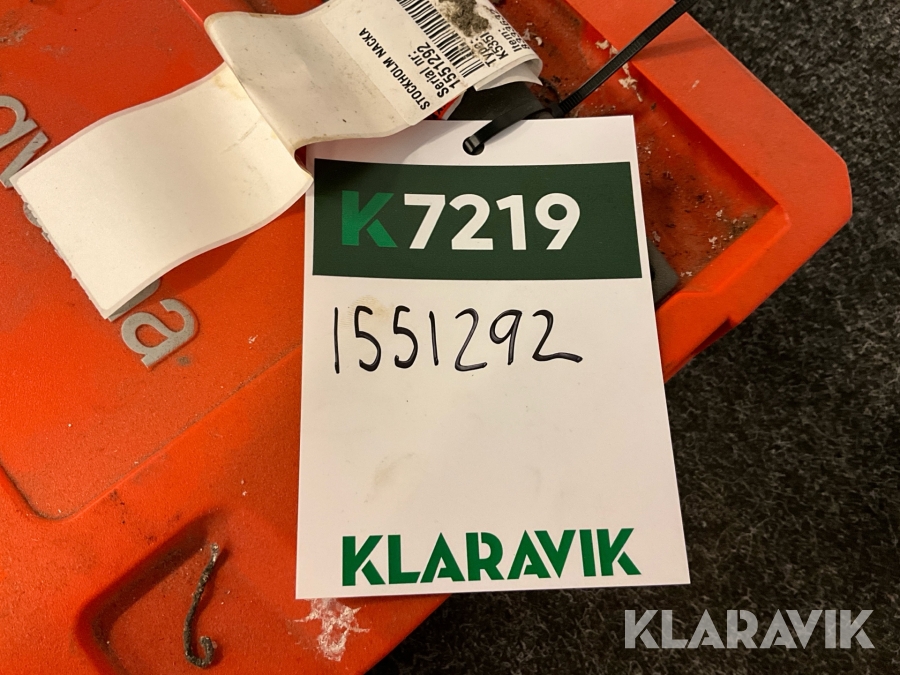 STOCKHOLM NACKA
Serial nr:
1551292
K7219
1551292
KLARAVIK
KLARAVIK